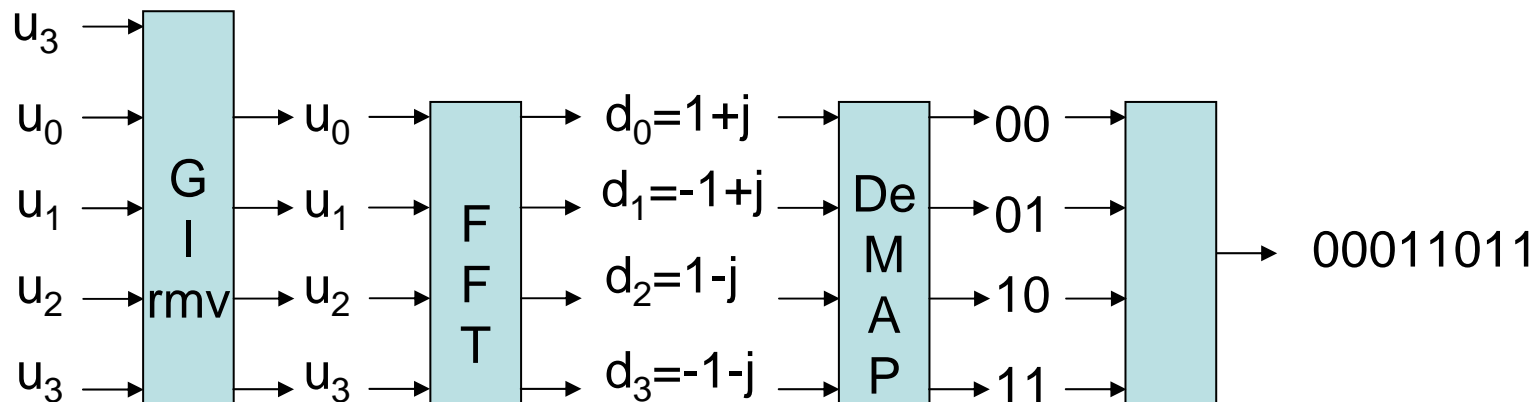 u₃
u₀ u₀ d₀=1+j 00
u₁ u₁ d₁=-1+j 01
u₂ u₂ d₂=1-j 10
u₃ u₃ d₃=-1-j 11
G
I
rmv
F
F
T
De
M
A
P
00011011